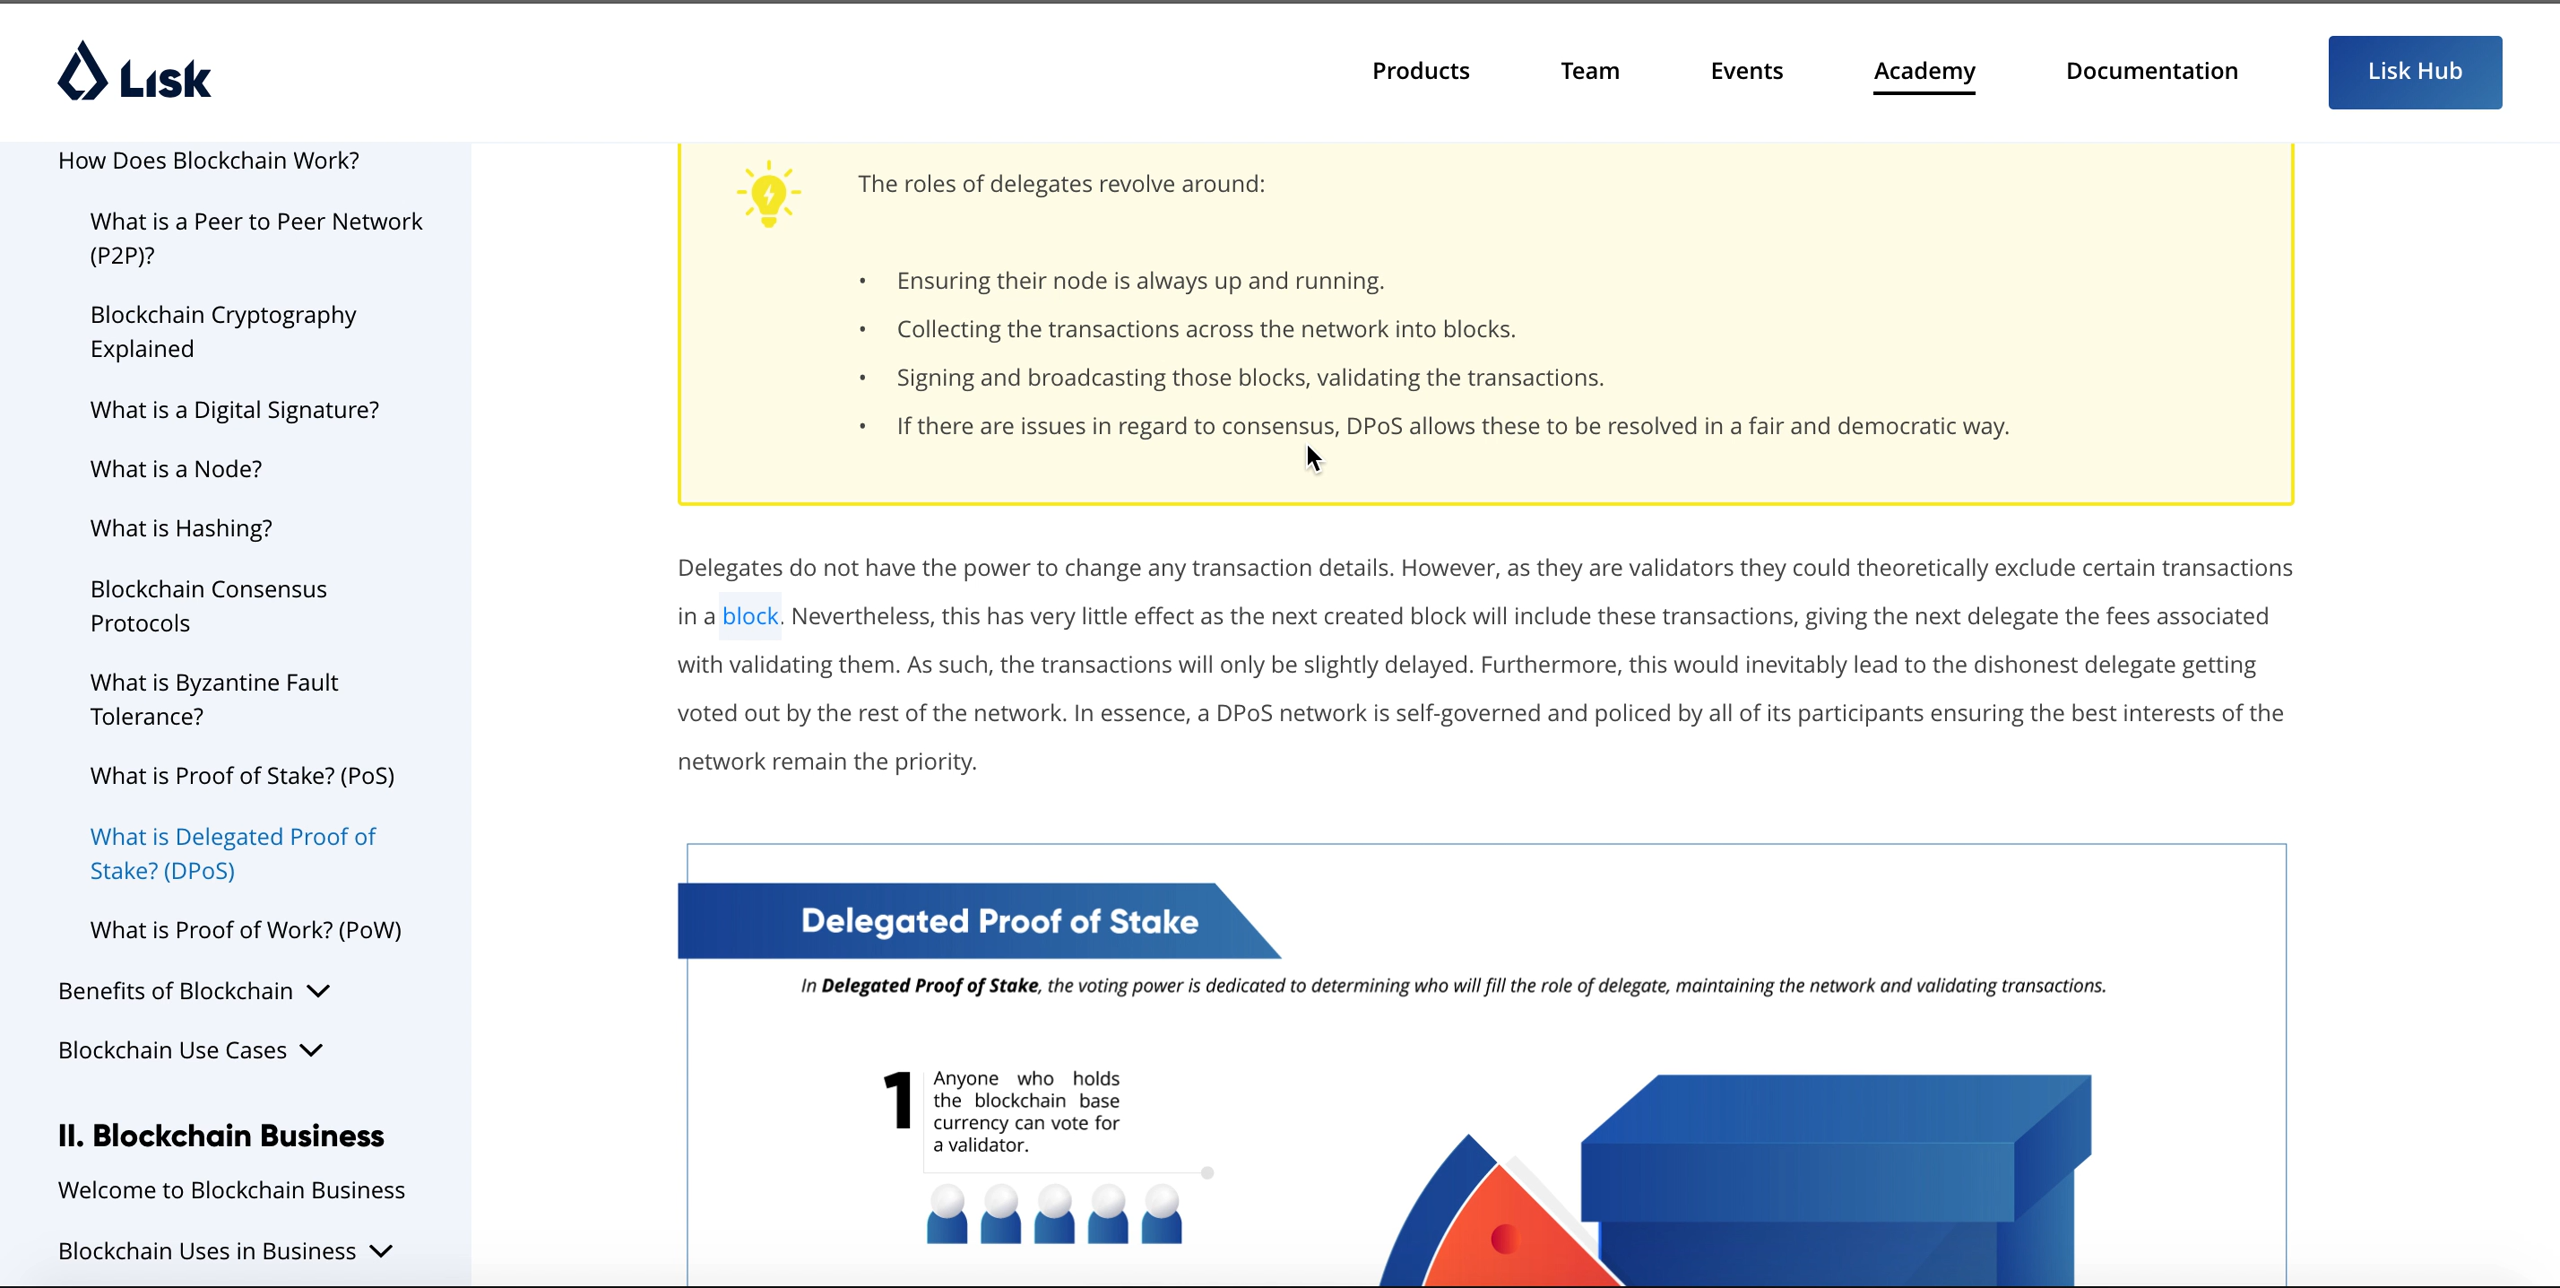 Lisk
Products
Team
Events
Academy
Documentation
Lisk Hub
How Does Blockchain Work?
What is a Peer to Peer Network
(P2P)?
Blockchain Cryptography
Explained
What is a Digital Signature?
What is a Node?
What is Hashing?
Blockchain Consensus
Protocols
What is Byzantine Fault
Tolerance?
What is Proof of Stake? (PoS)
What is Delegated Proof of
Stake? (DPoS)
What is Proof of Work? (PoW)
Benefits of Blockchain
Blockchain Use Cases
II. Blockchain Business
Welcome to Blockchain Business
Blockchain Uses in Business
The roles of delegates revolve around:
• Ensuring their node is always up and running.
• Collecting the transactions across the network into blocks.
• Signing and broadcasting those blocks, validating the transactions.
• If there are issues in regard to consensus, DPoS allows these to be resolved in a fair and democratic way.
Delegates do not have the power to change any transaction details. However, as they are validators they could theoretically exclude certain transactions
in a block. Nevertheless, this has very little effect as the next created block will include these transactions, giving the next delegate the fees associated
with validating them. As such, the transactions will only be slightly delayed. Furthermore, this would inevitably lead to the dishonest delegate getting
voted out by the rest of the network. In essence, a DPoS network is self-governed and policed by all of its participants ensuring the best interests of the
network remain the priority.
Delegated Proof of Stake
In Delegated Proof of Stake, the voting power is dedicated to determining who will fill the role of delegate, maintaining the network and validating transactions.
1
Anyone who holds
the blockchain base
currency can vote for
a validator.